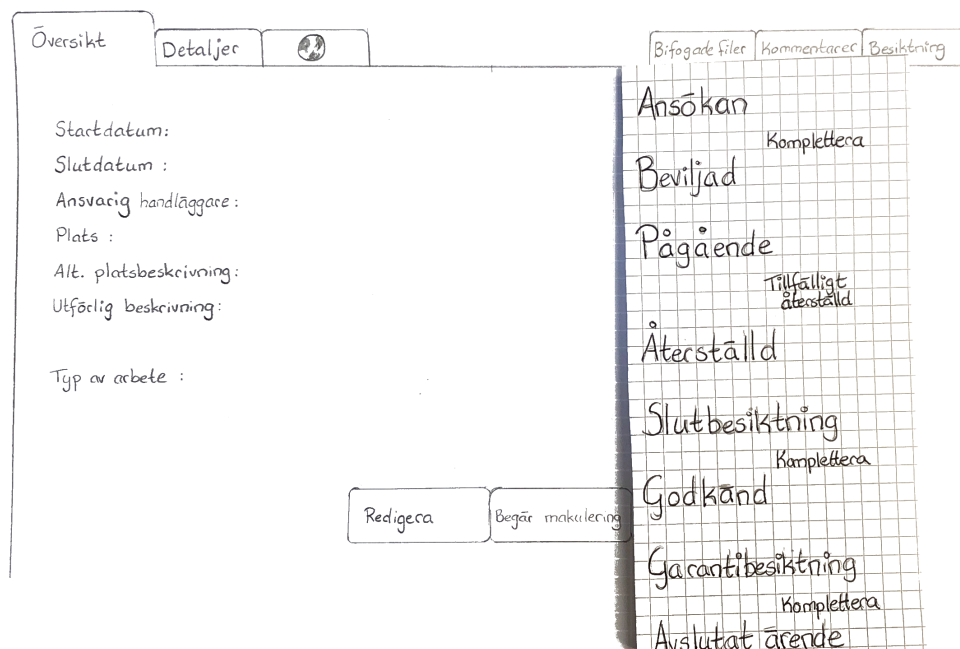 Översikt
Detaljer
Bifogade filer
Kommentarer
Besiktning
Startdatum:
Slutdatum :
Ansvarig handläggare :
Plats :
Alt. platsbeskrivning:
Utförlig beskrivning:
Typ av arbete :
Redigera
Begär makulering
Ansökan
Komplettera
Beviljad
Pågående
Tillfälligt
återställd
Återställd
Slutbesiktning
Komplettera
Godkänd
Garantibesiktning
Komplettera
Avslutat ärende